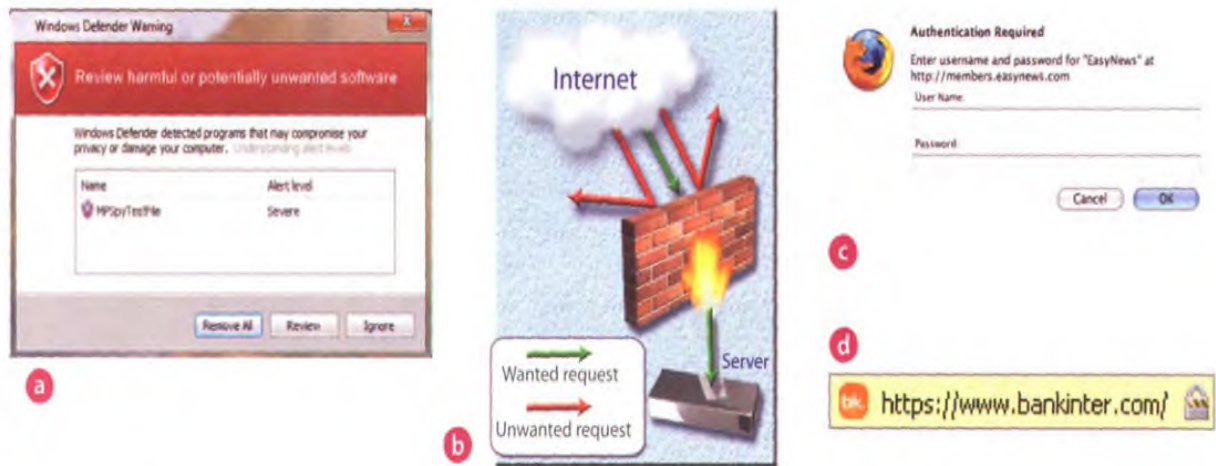 Windows Defender Warning
Review harmful or potentially unwanted software
Windows Defender detected programs that may compromise your
privacy or damage your computer. Understanding alert levels
Name Alert level
MPSpyTestFile Severe
Remove All Review Ignore
a
Internet
Server
Wanted request
Unwanted request
b
Authentication Required
Enter username and password for "EasyNews" at
http://members.easynews.com
User Name:
Password
Cancel OK
c
d
bk. https://www.bankinter.com/